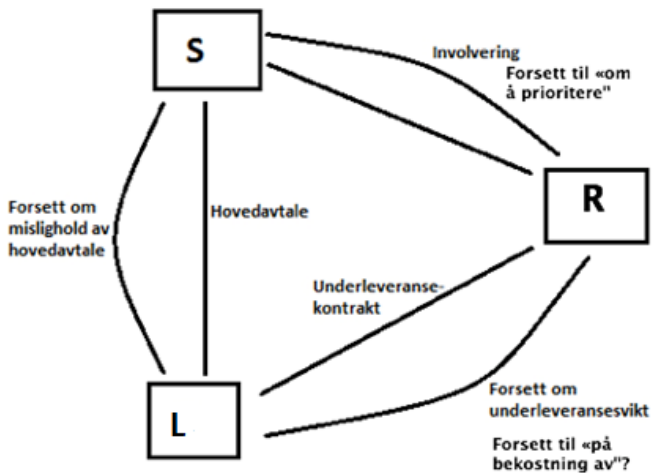 S
Involvering
Forsett til «om
å prioritere"
R
Forsett om
mislighold av
hovedavtale
Hovedavtale
Underleveranse-
kontrakt
L
Forsett om
underleveransesvikt
Forsett til «på
bekostning av"?